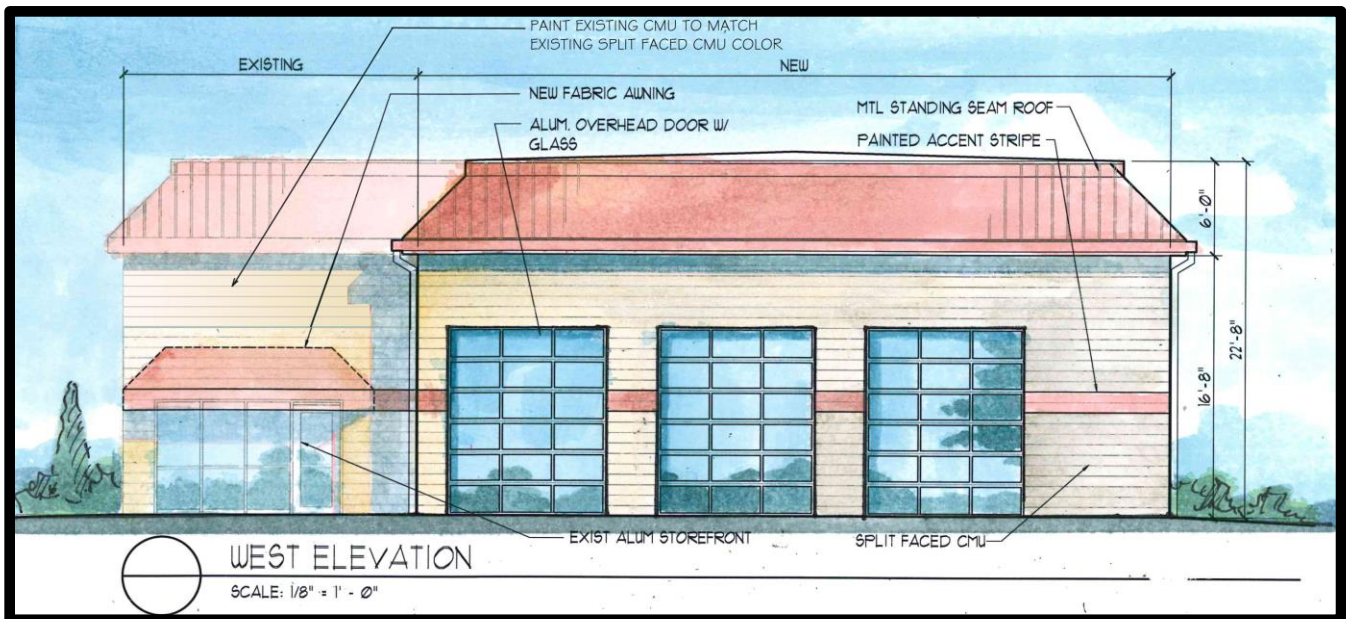 PAINT EXISTING CMU TO MATCH
EXISTING SPLIT FACED CMU COLOR
EXISTING
NEW
NEW FABRIC AWNING
ALUM. OVERHEAD DOOR W/
GLASS
MTL STANDING SEAM ROOF
PAINTED ACCENT STRIPE
6'-0"
22'-8"
16'-8"
EXIST ALUM STOREFRONT
SPLIT FACED CMU
WEST ELEVATION
SCALE: 1/8" = 1' - 0"